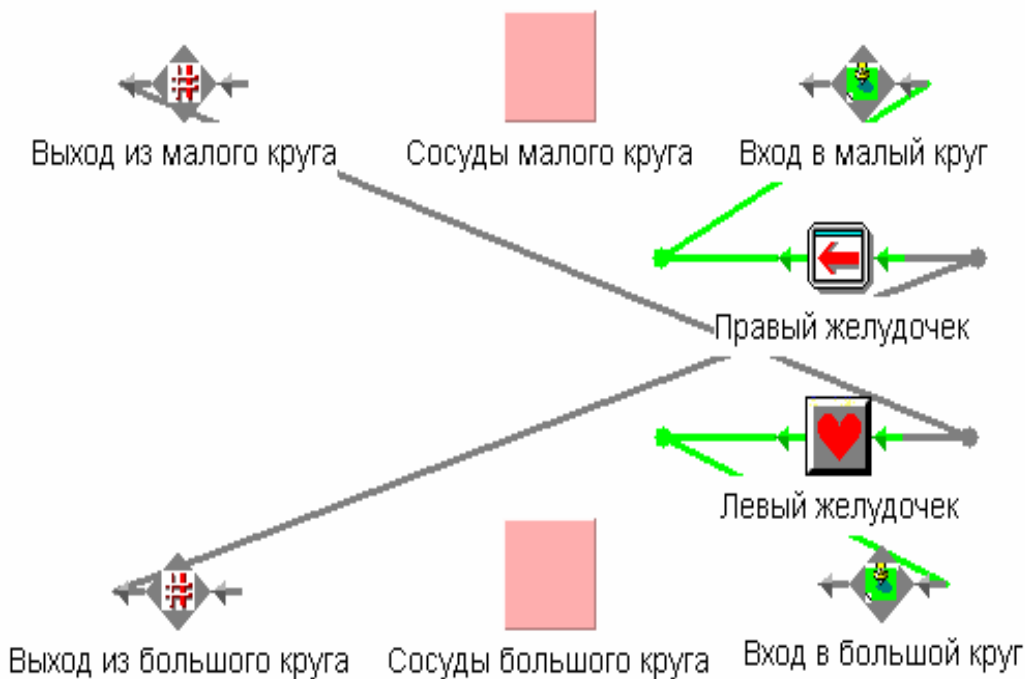 Выход из малого круга
Сосуды малого круга
Вход в малый круг
Правый желудочек
Левый желудочек
Выход из большого круга
Сосуды большого круга
Вход в большой круг